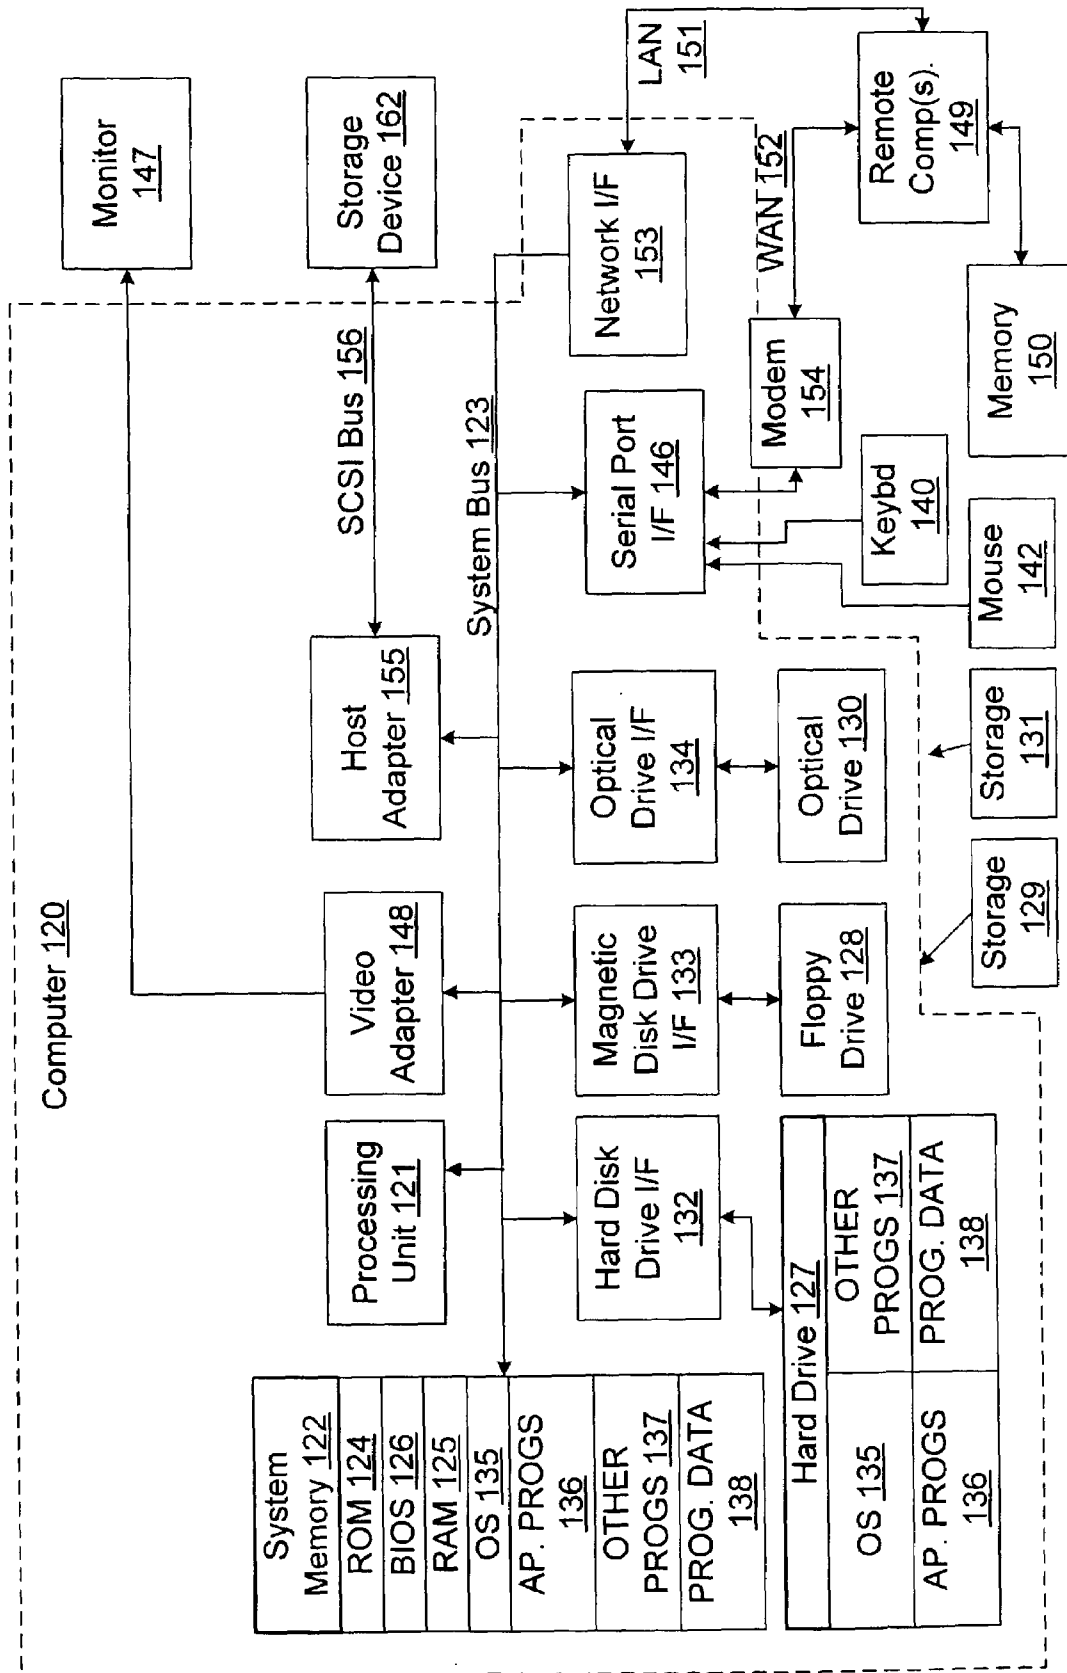 Computer 120
Monitor
147
Storage
Device 162
SCSI Bus 156
System
Memory 122
ROM 124
BIOS 126
RAM 125
OS 135
AP. PROGS
136
OTHER
PROGS 137
PROG. DATA
138
Processing
Unit 121
Video
Adapter 148
Host
Adapter 155
System Bus 123
Hard Disk
Drive I/F
132
Magnetic
Disk Drive
I/F 133
Optical
Drive I/F
134
Serial Port
I/F 146
Network I/F
153
LAN
151
Hard Drive 127
OS 135
OTHER
PROGS 137
AP. PROGS
136
PROG. DATA
138
Floppy
Drive 128
Optical
Drive 130
Modem
154
WAN 152
Remote
Comp(s).
149
Storage
129
Storage
131
Mouse
142
Keybd
140
Memory
150